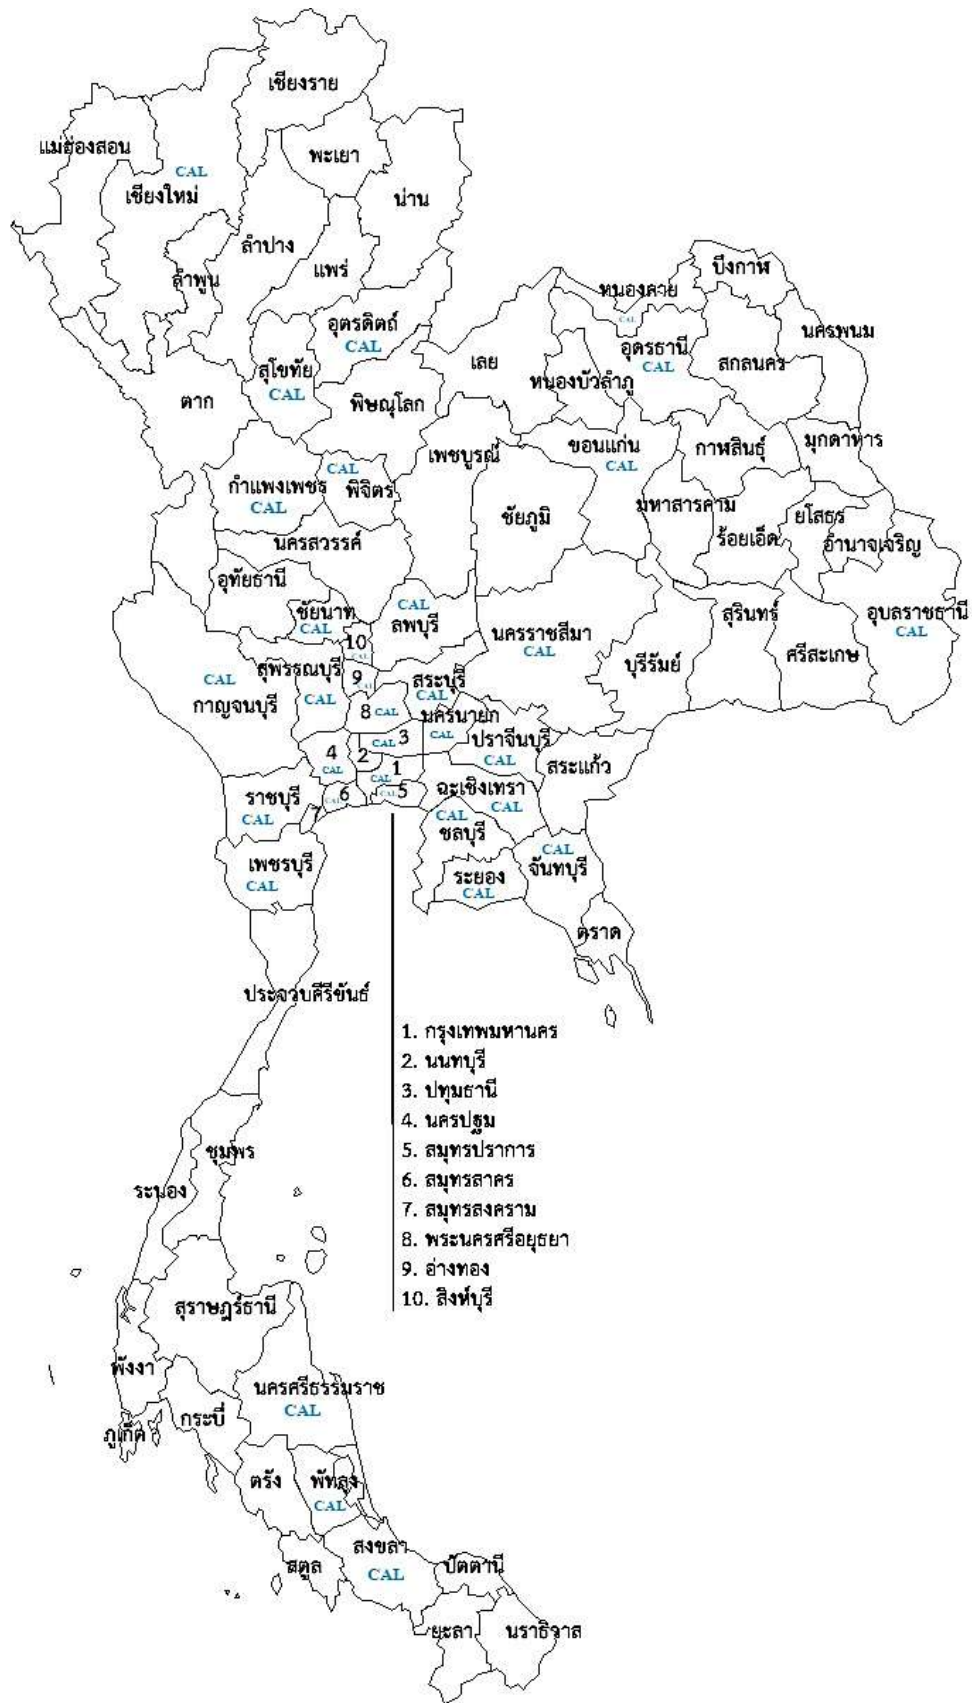 เชียงราย
แม่ฮ่องสอน
พะเยา
CAL
เชียงใหม่
น่าน
ลำปาง
ลำพูน
แพร่
บึงกาฬ
หนองคาย
CAL
อุตรดิตถ์
CAL
นครพนม
อุดรธานี
CAL
สกลนคร
เลย
สุโขทัย
CAL
หนองบัวลำภู
ตาก
พิษณุโลก
ขอนแก่น
CAL
กาฬสินธุ์
มุกดาหาร
เพชรบูรณ์
CAL
พิจิตร
กำแพงเพชร
CAL
มหาสารคาม
ชัยภูมิ
ยโสธร
ร้อยเอ็ด
อำนาจเจริญ
นครสวรรค์
อุทัยธานี
ชัยนาท
CAL
CAL
ลพบุรี
สุรินทร์
อุบลราชธานี
CAL
นครราชสีมา
CAL
10
CAL
ศรีสะเกษ
บุรีรัมย์
สุพรรณบุรี
CAL
9
CAL
สระบุรี
CAL
CAL
กาญจนบุรี
8 CAL
นครนายก
CAL
CAL 3
ปราจีนบุรี
CAL
4
CAL
2
1
CAL
สระแก้ว
ฉะเชิงเทรา
CAL
CAL 5
6
CAL
ราชบุรี
CAL
7
CAL
ชลบุรี
CAL
จันทบุรี
เพชรบุรี
CAL
ระยอง
CAL
ตราด
ประจวบคีรีขันธ์
1. กรุงเทพมหานคร
2. นนทบุรี
3. ปทุมธานี
4. นครปฐม
5. สมุทรปราการ
6. สมุทรสาคร
7. สมุทรสงคราม
8. พระนครศรีอยุธยา
9. อ่างทอง
10. สิงห์บุรี
ชุมพร
ระนอง
สุราษฎร์ธานี
พังงา
นครศรีธรรมราช
CAL
กระบี่
ภูเก็ต
ตรัง
พัทลุง
CAL
สงขลา
CAL
สตูล
ปัตตานี
ยะลา
นราธิวาส